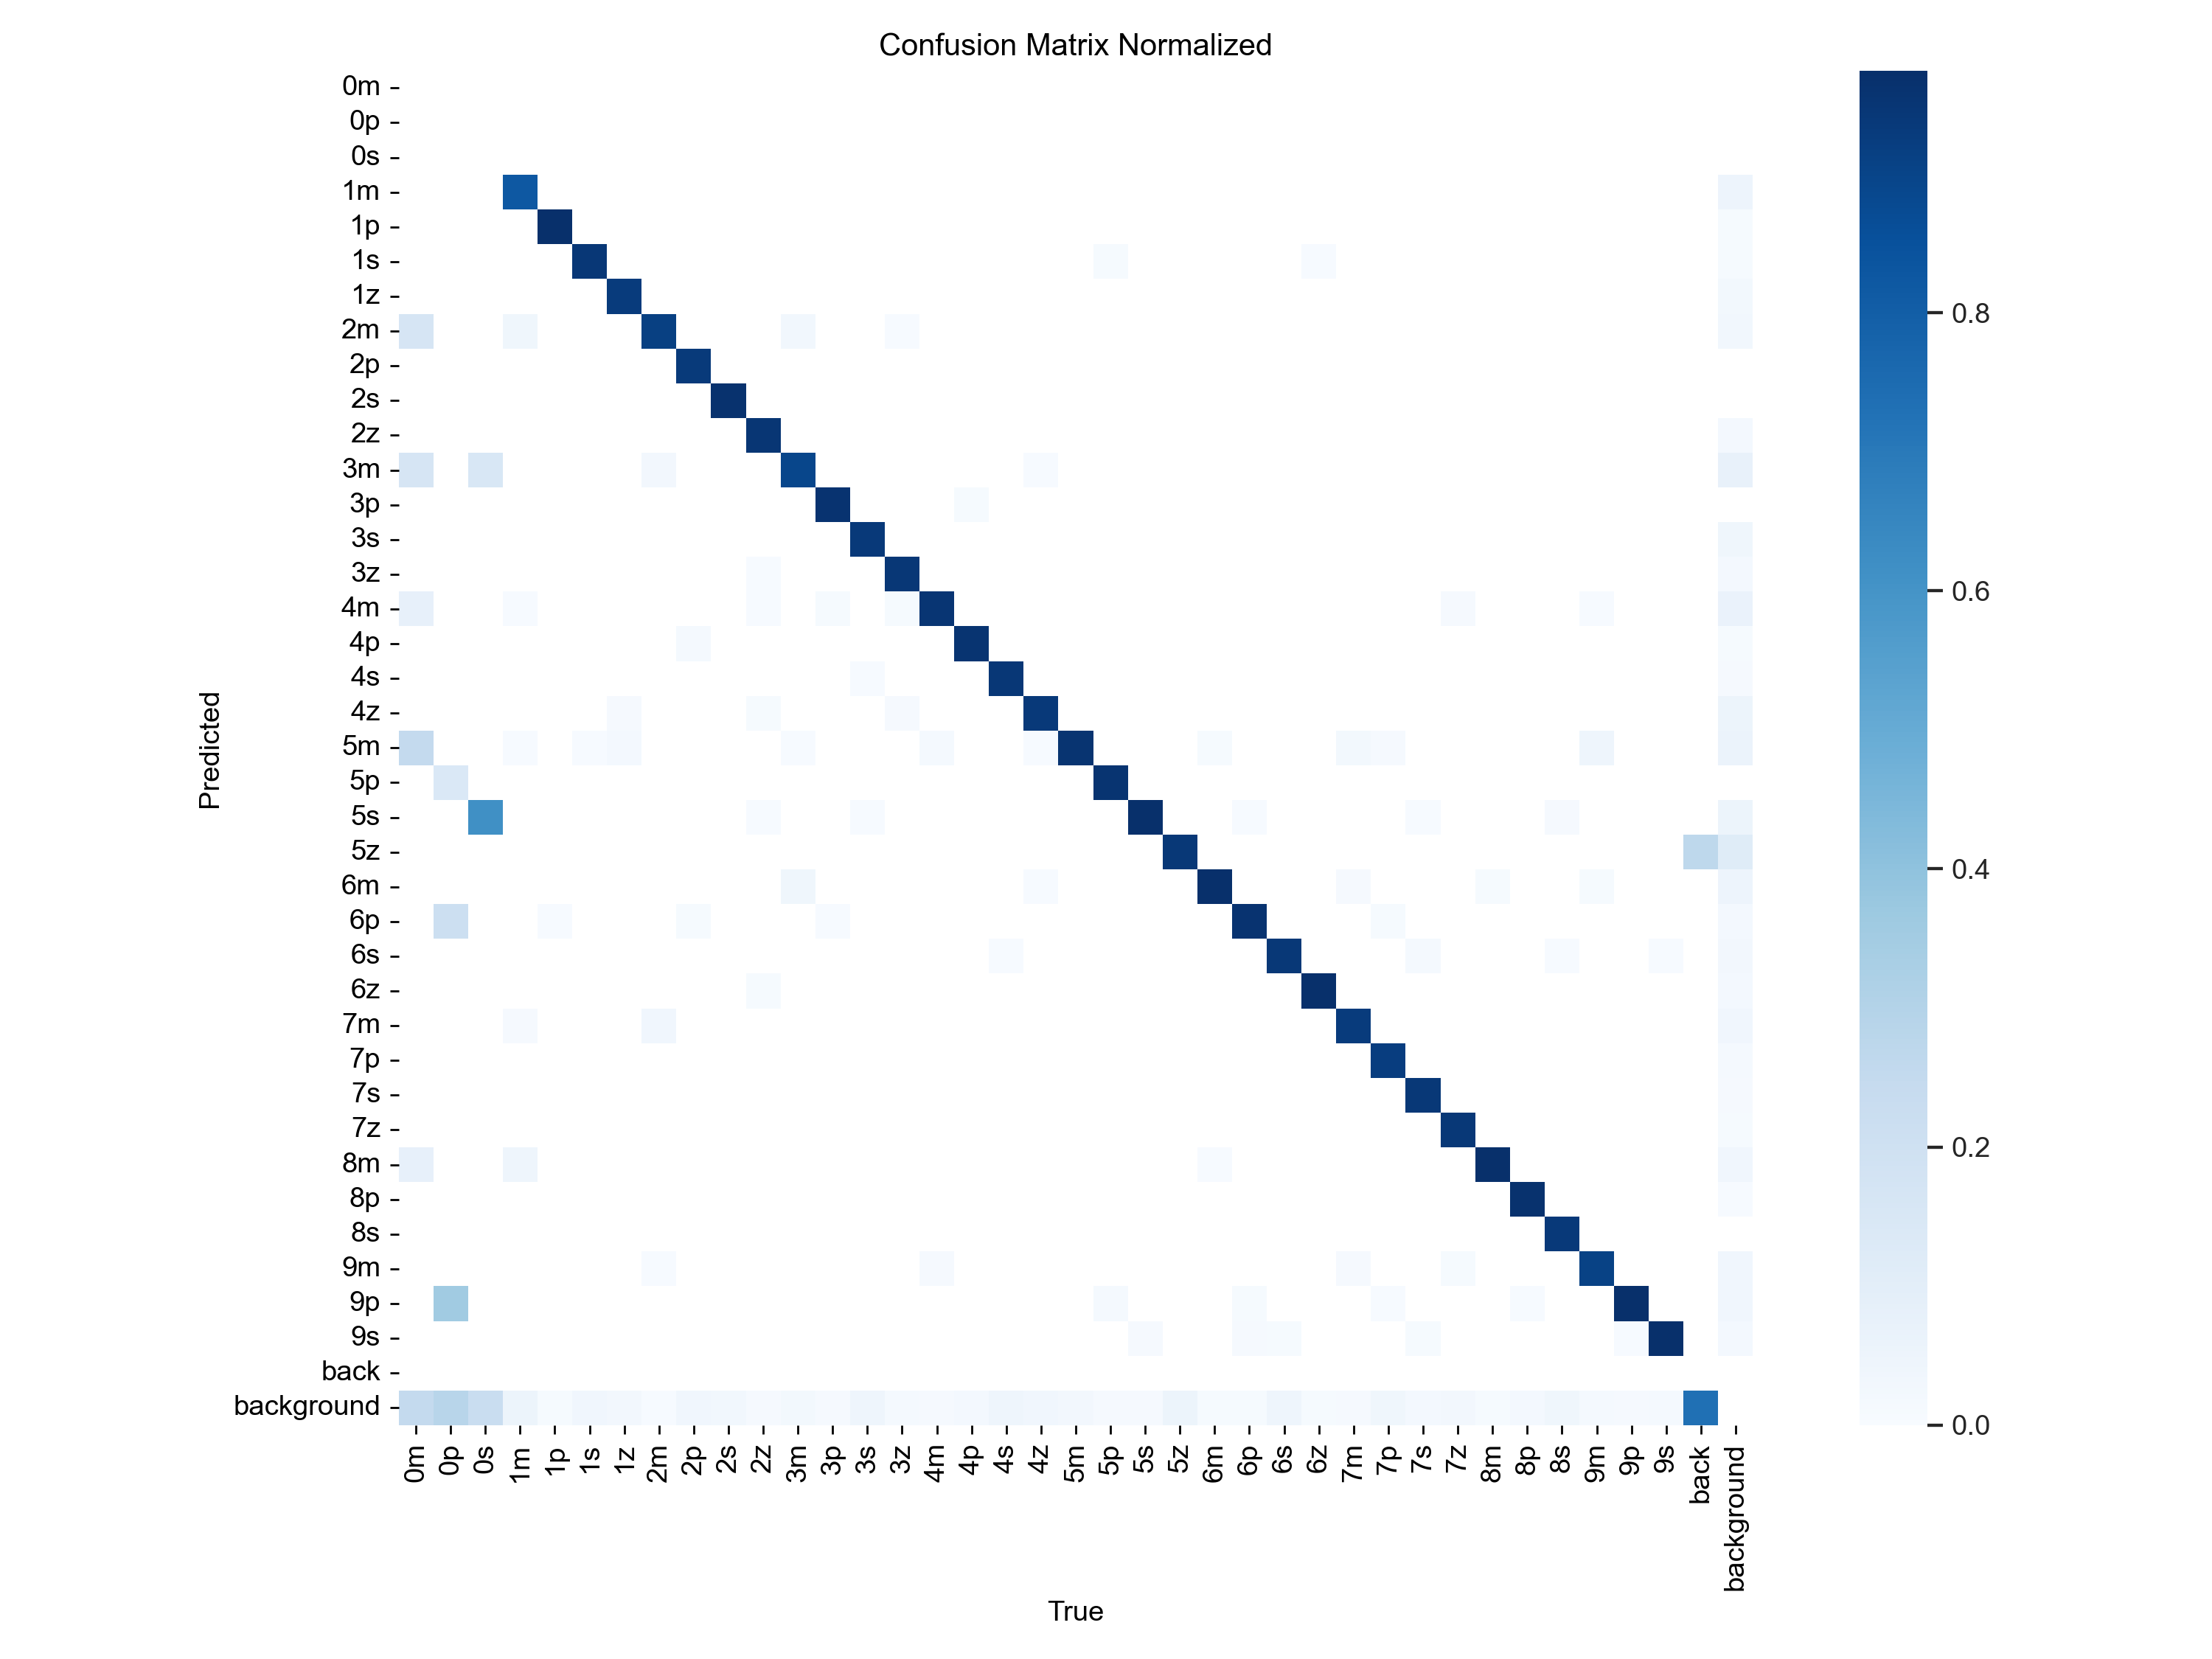 Confusion Matrix Normalized
0m
0p
0s
1m
1p
1s
1z
2m
2p
2s
2z
3m
3p
3s
3z
4m
4p
4s
4z
5m
5p
5s
5z
6m
6p
6s
6z
7m
7p
7s
7z
8m
8p
8s
9m
9p
9s
back
background
Predicted
0m 0p 0s 1m 1p 1s 1z 2m 2p 2s 2z 3m 3p 3s 3z 4m 4p 4s 4z 5m 5p 5s 5z 6m 6p 6s 6z 7m 7p 7s 7z 8m 8p 8s 9m 9p 9s back background
True
0.8
0.6
0.4
0.2
0.0